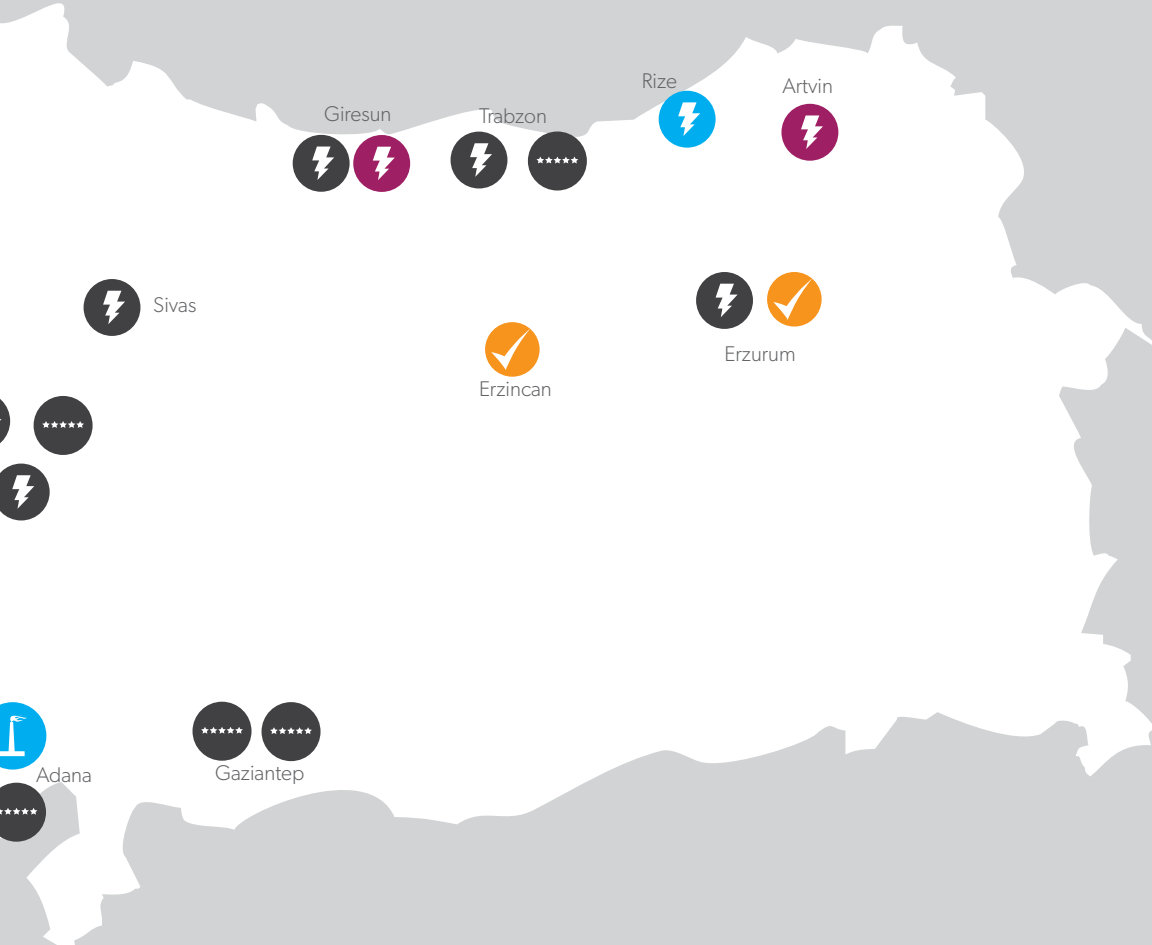 Rize
Artvin
Giresun
Trabzon
Sivas
Erzurum
Erzincan
Gaziantep
Adana